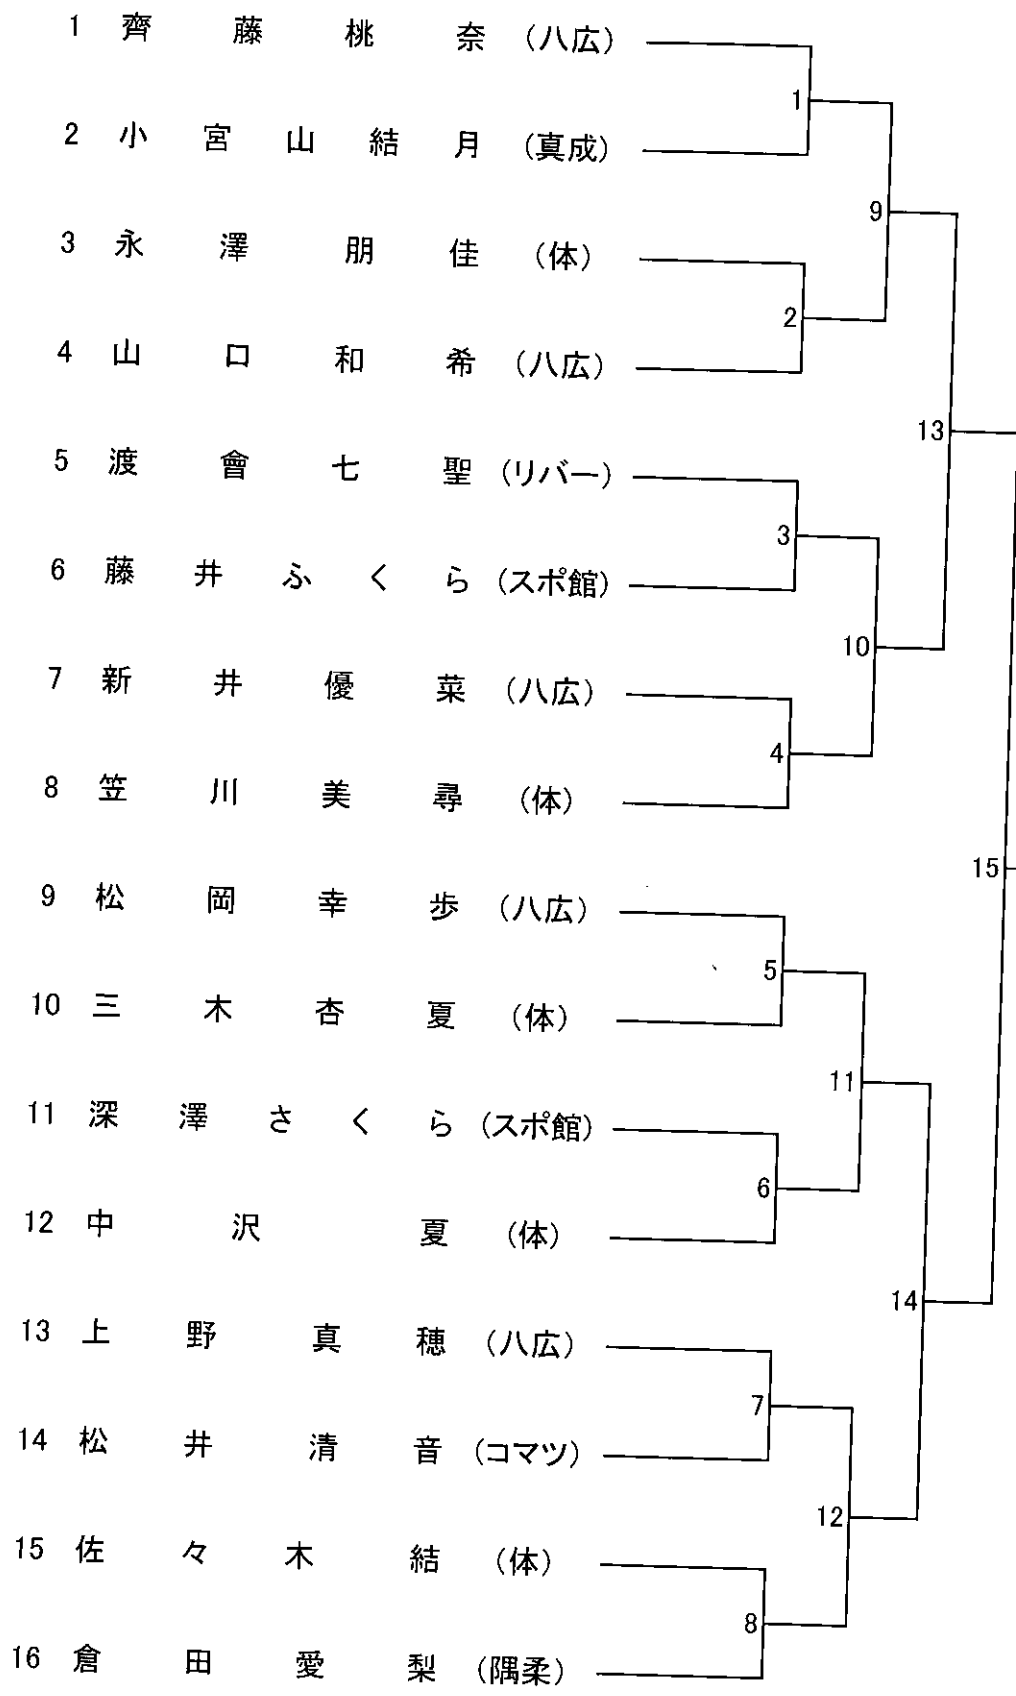 1 齊藤桃奈 (八広)
1
2 小宮山結月 (真成)
9
3 永澤朋佳 (体)
2
4 山口和希 (八広)
13
5 渡會七聖 (リバー)
3
6 藤井ふくら (スポ館)
10
7 新井優菜 (八広)
4
8 笠川美尋 (体)
15
9 松岡幸歩 (八広)
5
10 三木杏夏 (体)
11
11 深澤さくら (スポ館)
6
12 中沢夏 (体)
14
13 上野真穂 (八広)
7
14 松井清音 (コマツ)
12
15 佐々木結 (体)
8
16 倉田愛梨 (隅柔)